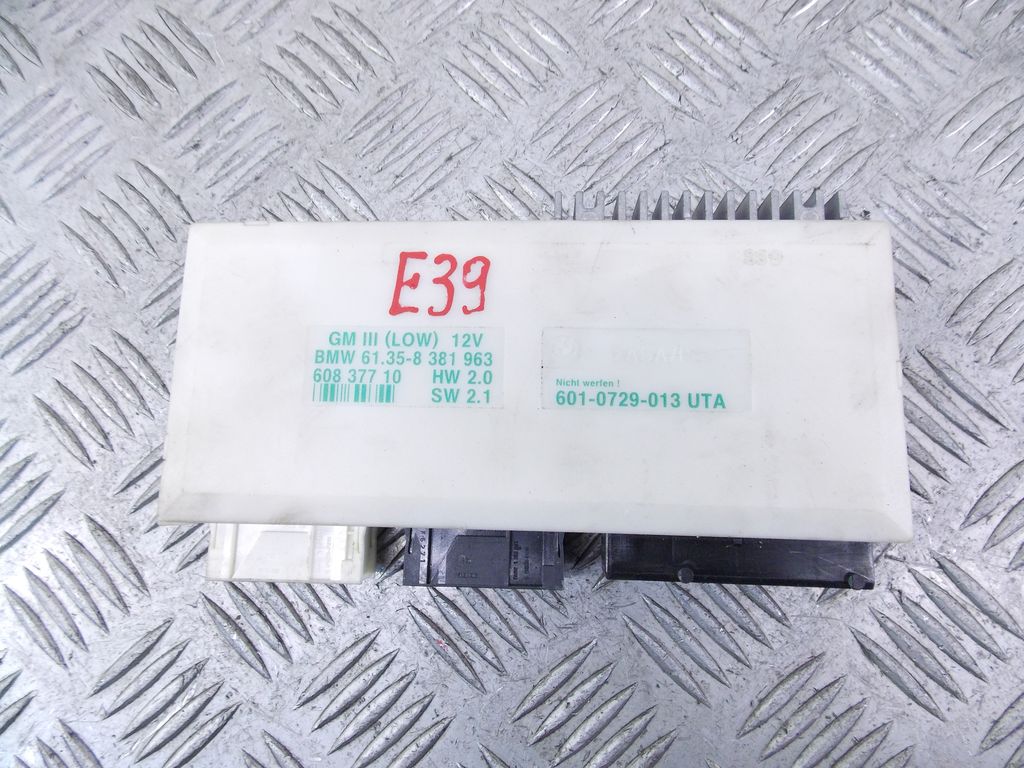 E39
GM III (LOW) 12V
BMW 61.35-8 381 963
608 377 10 HW 2.0
SW 2.1
Nicht werfen !
601-0729-013 UTA